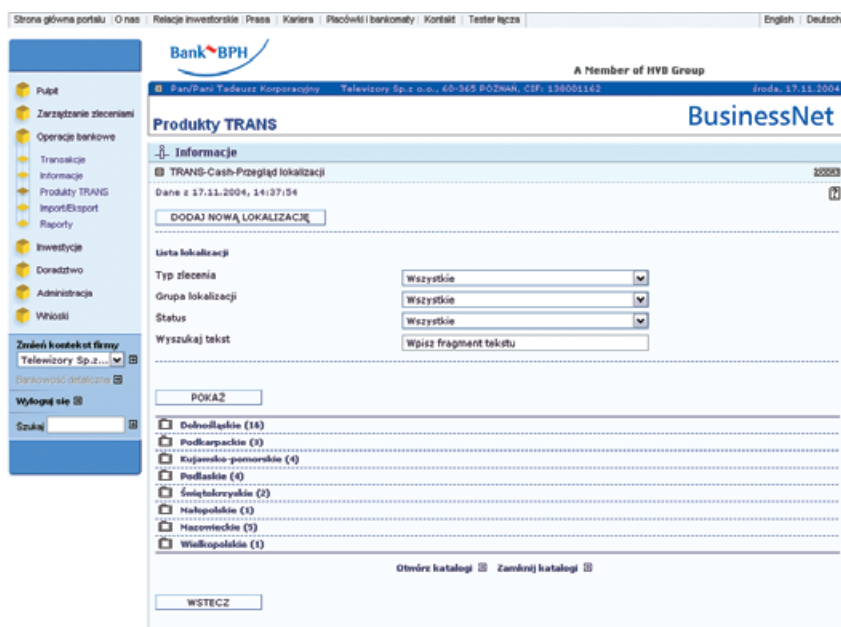 Strona główna portalu | O nas | Relacje inwestorskie | Prasa | Kariera | Placówki i bankomaty | Kontakt | Tester łącza | English | Deutsch
Bank BPH
A Member of HVB Group
Pan/Pani Tadeusz Korporacyjny Telewizory Sp.z o.o., 60-365 POZNAŃ, CIF: 138001162 środa, 17.11.2004
Produkty TRANS
BusinessNet
Pulpit
Zarządzanie zleceniami
Operacje bankowe
Transakcje
Informacje
Produkty TRANS
Import/Eksport
Raporty
Inwestycje
Doradztwo
Administracja
Wnioski
Zmień kontekst firmy
Telewizory Sp.z...
Bankowość detaliczna
Wyloguj się
Szukaj
Informacje
TRANS-Cash-Przegląd lokalizacji
Dane z 17.11.2004, 14:37:54
DODAJ NOWĄ LOKALIZACJĘ
Lista lokalizacji
Typ zlecenia Wszystkie
Grupa lokalizacji Wszystkie
Status Wszystkie
Wyszukaj tekst Wpisz fragment tekstu
POKAŻ
Dolnośląskie (16)
Podkarpackie (3)
Kujawsko-pomorskie (4)
Podlaskie (4)
Świętokrzyskie (2)
Małopolskie (1)
Mazowieckie (5)
Wielkopolskie (1)
Otwórz katalogi Zamknij katalogi
WSTECZ